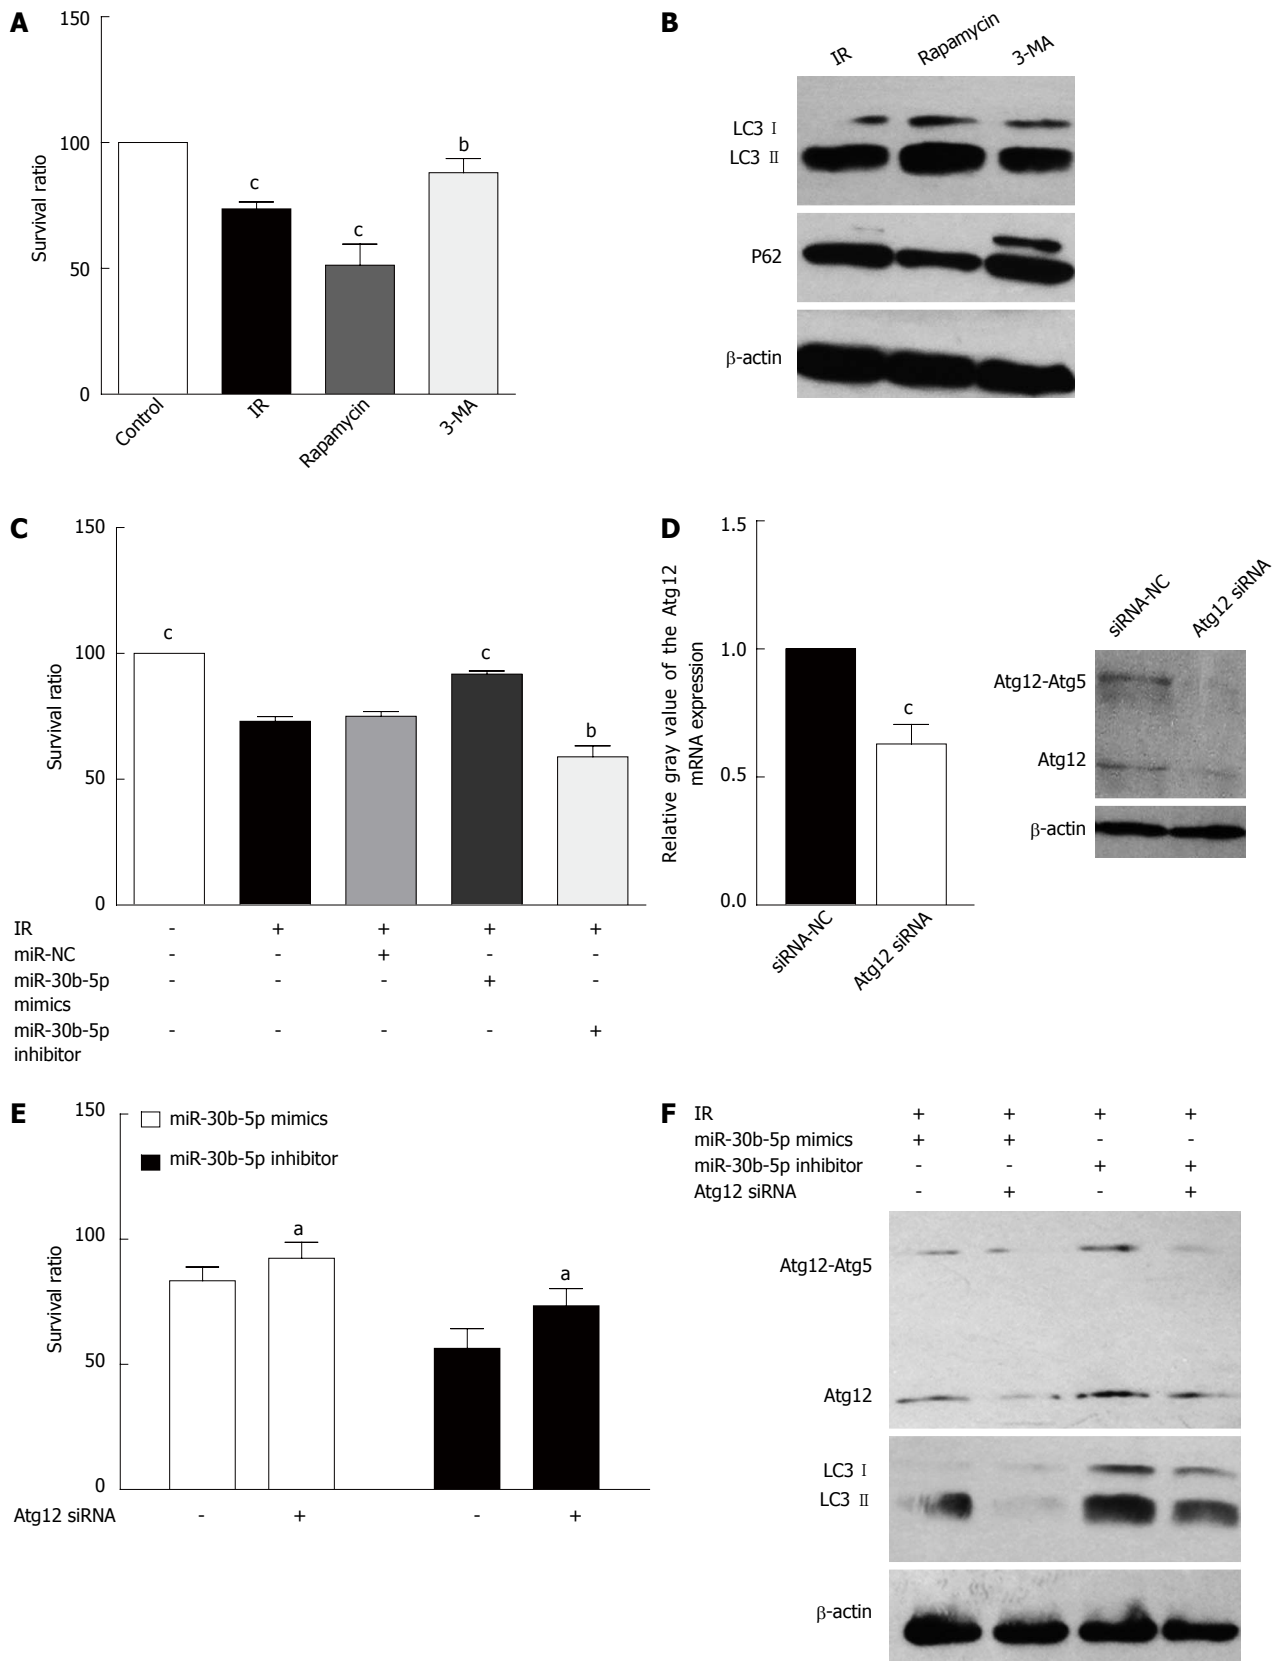 A
150
100
50
0
Survival ratio
c
c
b
Control
IR
Rapamycin
3-MA
B
IR
Rapamycin
3-MA
LC3 Ⅰ
LC3 Ⅱ
P62
β-actin
C
150
100
50
0
Survival ratio
c
c
b
IR - + + + +
miR-NC - - + - -
miR-30b-5p - - - + -
mimics
miR-30b-5p - - - - +
inhibitor
D
1.5
1.0
0.5
0.0
Relative gray value of the Atg12
mRNA expression
c
siRNA-NC
Atg12 siRNA
siRNA-NC
Atg12 siRNA
Atg12-Atg5
Atg12
β-actin
E
150
100
50
0
Survival ratio
miR-30b-5p mimics
miR-30b-5p inhibitor
a
a
Atg12 siRNA - + - +
F
IR + + + +
miR-30b-5p mimics + + - -
miR-30b-5p inhibitor - - + +
Atg12 siRNA - + - +
Atg12-Atg5
Atg12
LC3 Ⅰ
LC3 Ⅱ
β-actin